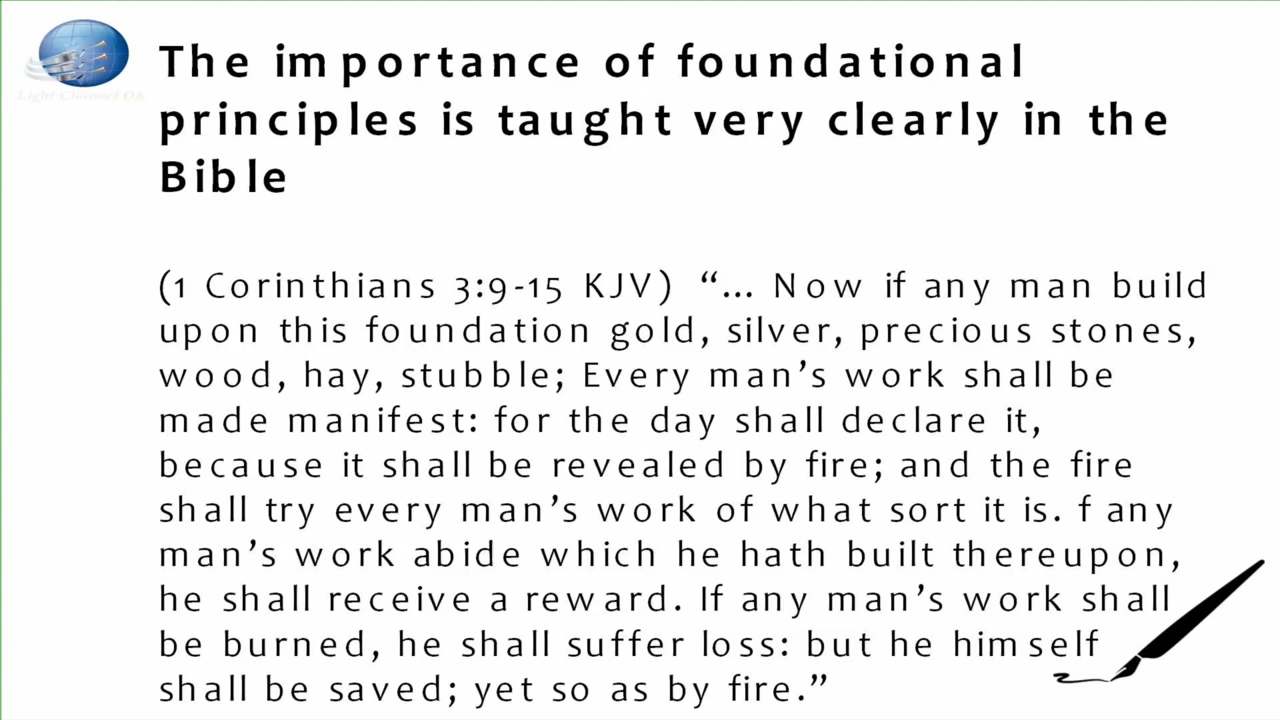 The importance of foundational
principles is taught very clearly in the
Bible
Light Channel DK
(1 Corinthians 3:9-15 KJV) “... Now if any man build
upon this foundation gold, silver, precious stones,
wood, hay, stubble; Every man’s work shall be
made manifest: for the day shall declare it,
because it shall be revealed by fire; and the fire
shall try every man’s work of what sort it is. f any
man’s work abide which he hath built thereupon,
he shall receive a reward. If any man’s work shall
be burned, he shall suffer loss: but he himself
shall be saved; yet so as by fire.”